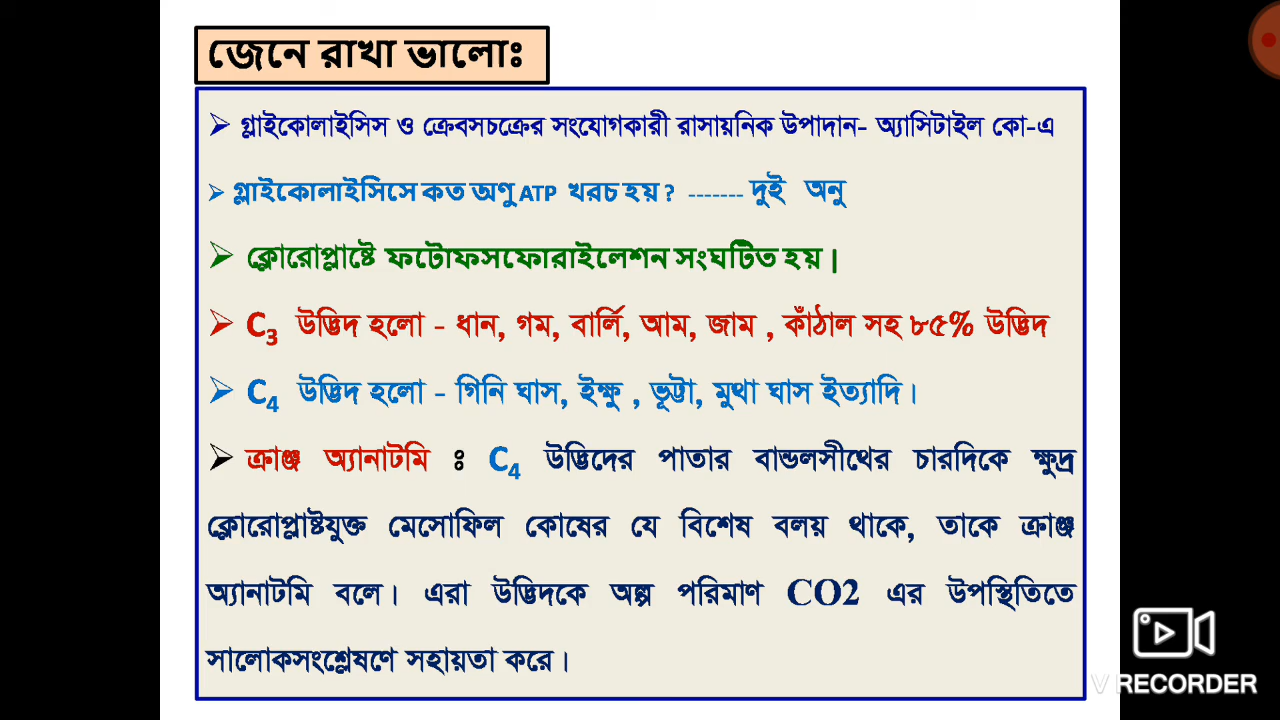 জেনে রাখা ভালোঃ
➢ গ্লাইকোলাইসিস ও ক্রেবসচক্রের সংযোগকারী রাসায়নিক উপাদান- অ্যাসিটাইল কো-এ
➢ গ্লাইকোলাইসিসে কত অণু ATP খরচ হয় ? ------- দুই অনু
➢ ক্লোরোপ্লাষ্টে ফটোফসফোরাইলেশন সংঘটিত হয় |
➢ C3 উদ্ভিদ হলো - ধান, গম, বার্লি, আম, জাম , কাঁঠাল সহ ৮৫% উদ্ভিদ
➢ C4 উদ্ভিদ হলো - গিনি ঘাস, ইক্ষু , ভূট্টা, মুথা ঘাস ইত্যাদি।
➢ ক্রাঞ্জ অ্যানাটমি ঃ C4 উদ্ভিদের পাতার বান্ডলসীথের চারদিকে ক্ষুদ্র
ক্লোরোপ্লাষ্টযুক্ত মেসোফিল কোষের যে বিশেষ বলয় থাকে, তাকে ক্রাঞ্জ
অ্যানাটমি বলে। এরা উদ্ভিদকে অল্প পরিমাণ CO2 এর উপস্থিতিতে
সালোকসংশ্লেষণে সহায়তা করে।
V RECORDER